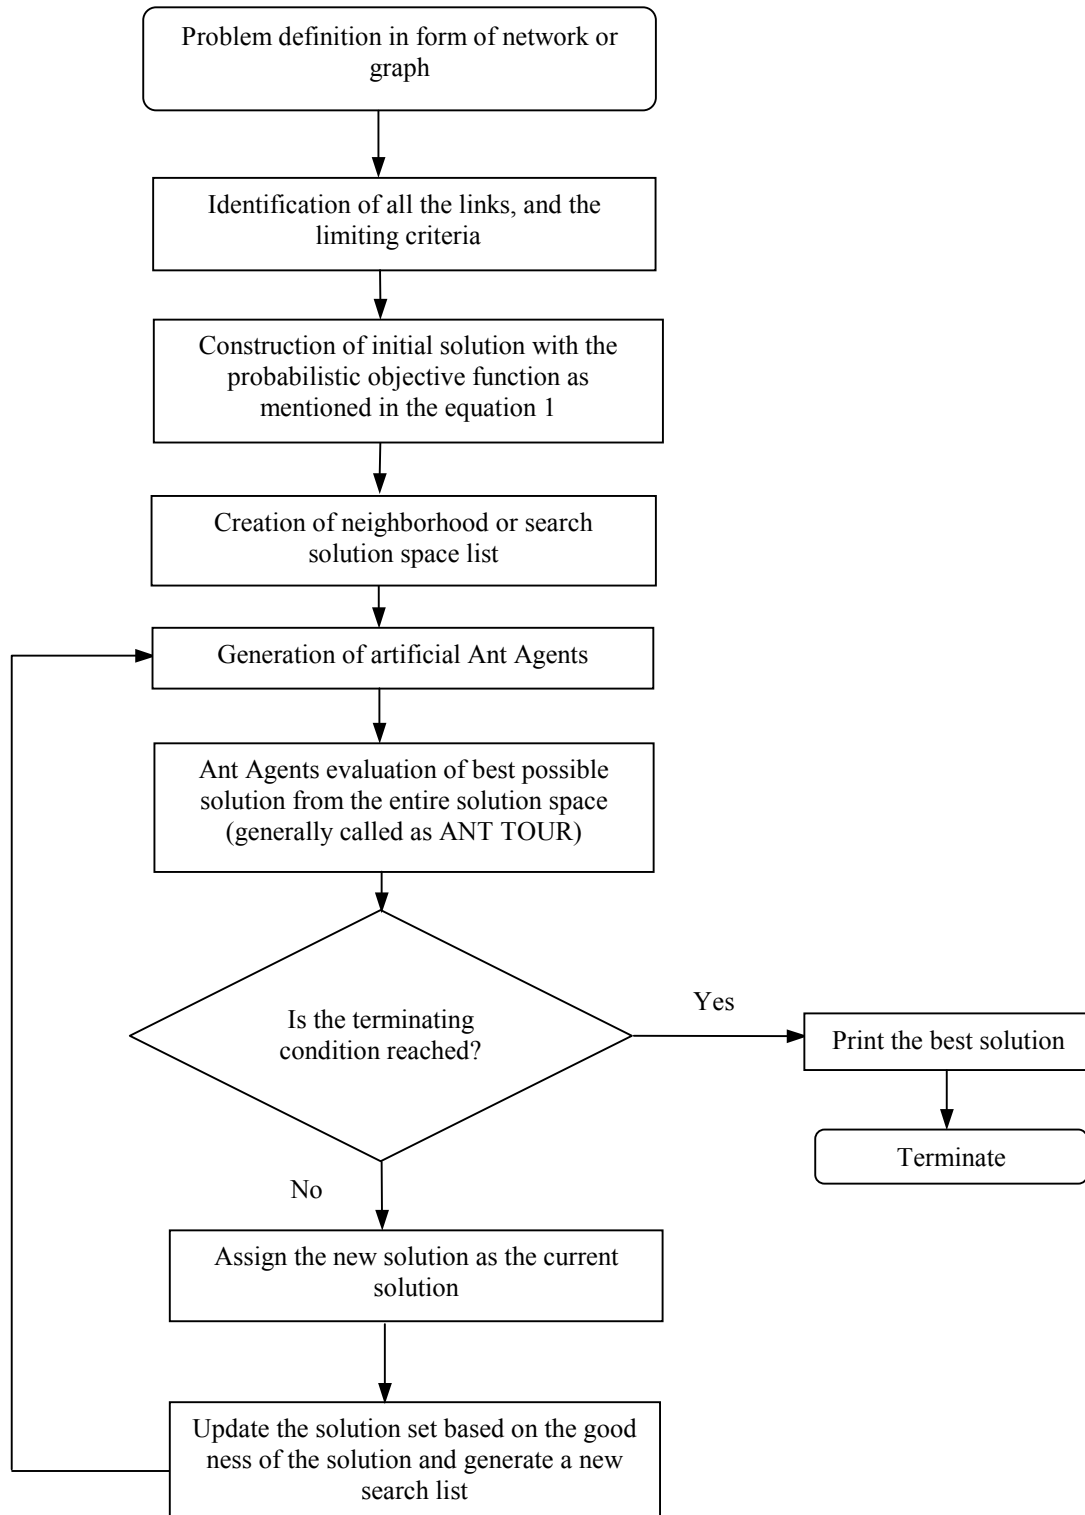 Problem definition in form of network or
graph
Identification of all the links, and the
limiting criteria
Construction of initial solution with the
probabilistic objective function as
mentioned in the equation 1
Creation of neighborhood or search
solution space list
Generation of artificial Ant Agents
Ant Agents evaluation of best possible
solution from the entire solution space
(generally called as ANT TOUR)
Is the terminating
condition reached?
Yes
Print the best solution
Terminate
No
Assign the new solution as the current
solution
Update the solution set based on the good
ness of the solution and generate a new
search list